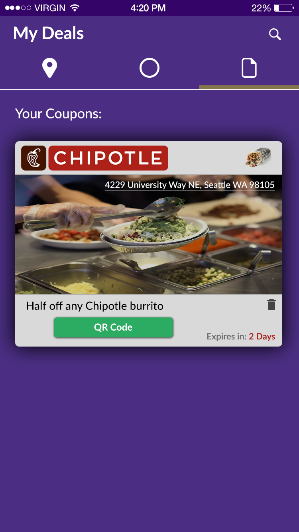 VIRGIN 4:20 PM 22%
My Deals
Your Coupons:
CHIPOTLE
4229 University Way NE, Seattle WA 98105
Half off any Chipotle burrito
QR Code
Expires in: 2 Days